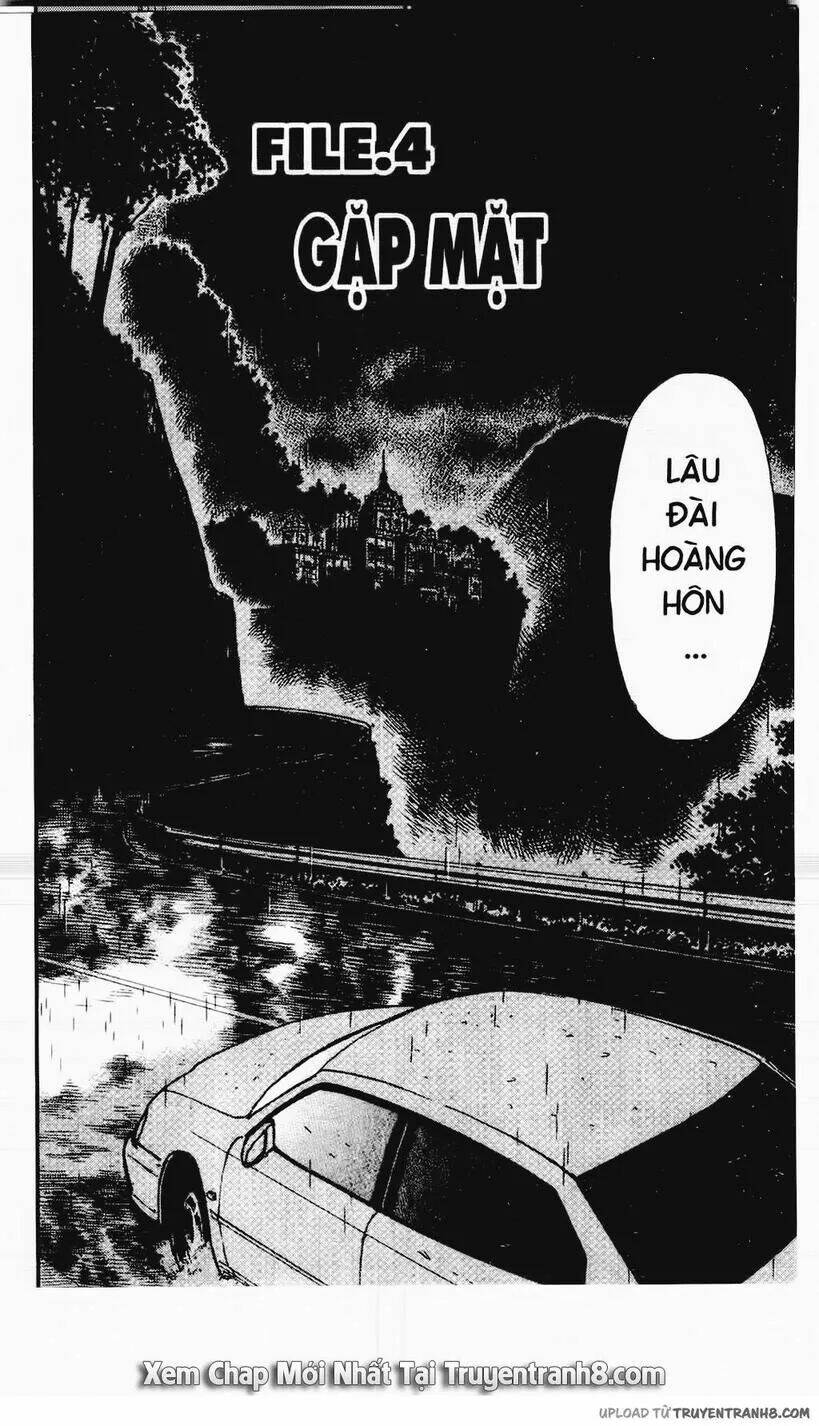 FILE.4
GẶP MẶT
LÂU
ĐÀI
HOÀNG
HÔN
...
Xem Chap Mới Nhất Tại Truyentranh8.com
UPLOAD TỪ TRUYENTRANH8.COM